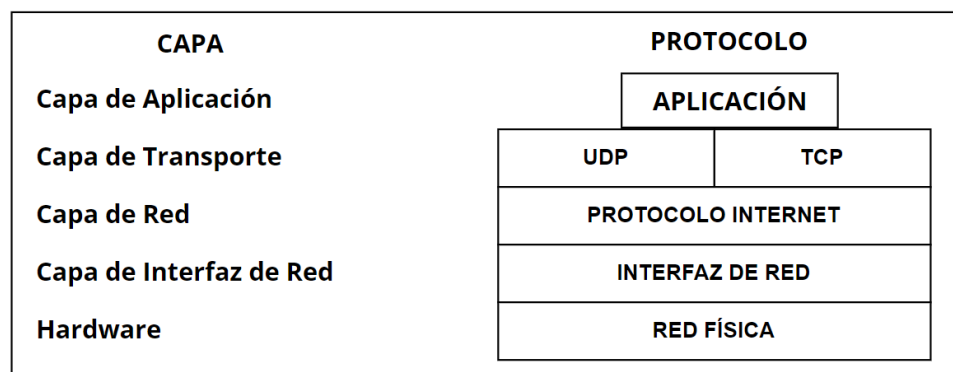 CAPA PROTOCOLO
Capa de Aplicación APLICACIÓN
Capa de Transporte UDP TCP
Capa de Red PROTOCOLO INTERNET
Capa de Interfaz de Red INTERFAZ DE RED
Hardware RED FÍSICA